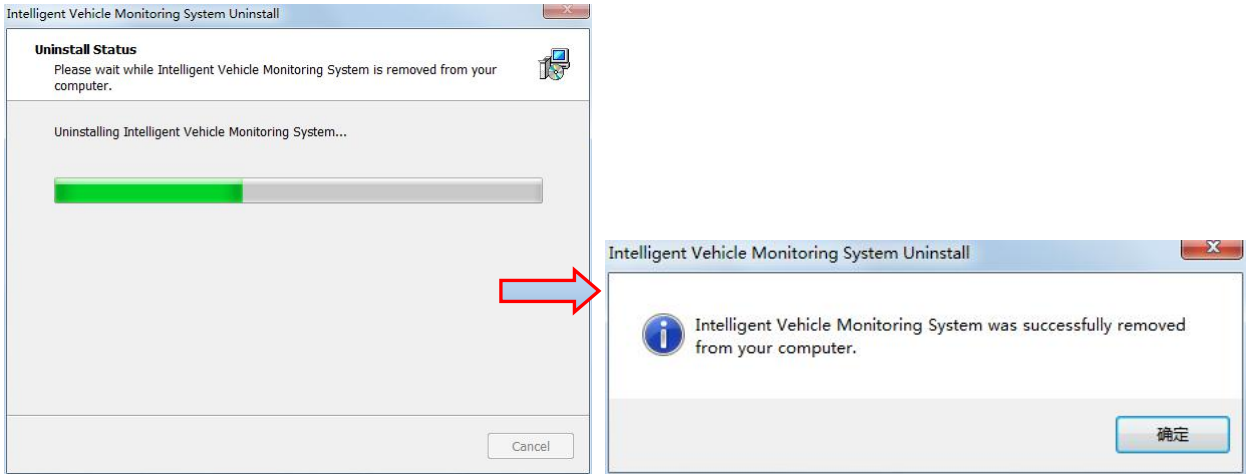 Intelligent Vehicle Monitoring System Uninstall
Uninstall Status
Please wait while Intelligent Vehicle Monitoring System is removed from your
computer.
Uninstalling Intelligent Vehicle Monitoring System...
Cancel
Intelligent Vehicle Monitoring System Uninstall
Intelligent Vehicle Monitoring System was successfully removed
from your computer.
确定